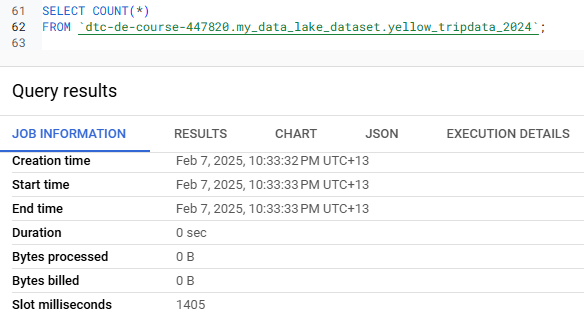 61 SELECT COUNT(*)
62 FROM `dtc-de-course-447820.my_data_lake_dataset.yellow_tripdata_2024`;
63
Query results
JOB INFORMATION RESULTS CHART JSON EXECUTION DETAILS
Creation time Feb 7, 2025, 10:33:32 PM UTC+13
Start time Feb 7, 2025, 10:33:33 PM UTC+13
End time Feb 7, 2025, 10:33:33 PM UTC+13
Duration 0 sec
Bytes processed 0 B
Bytes billed 0 B
Slot milliseconds 1405